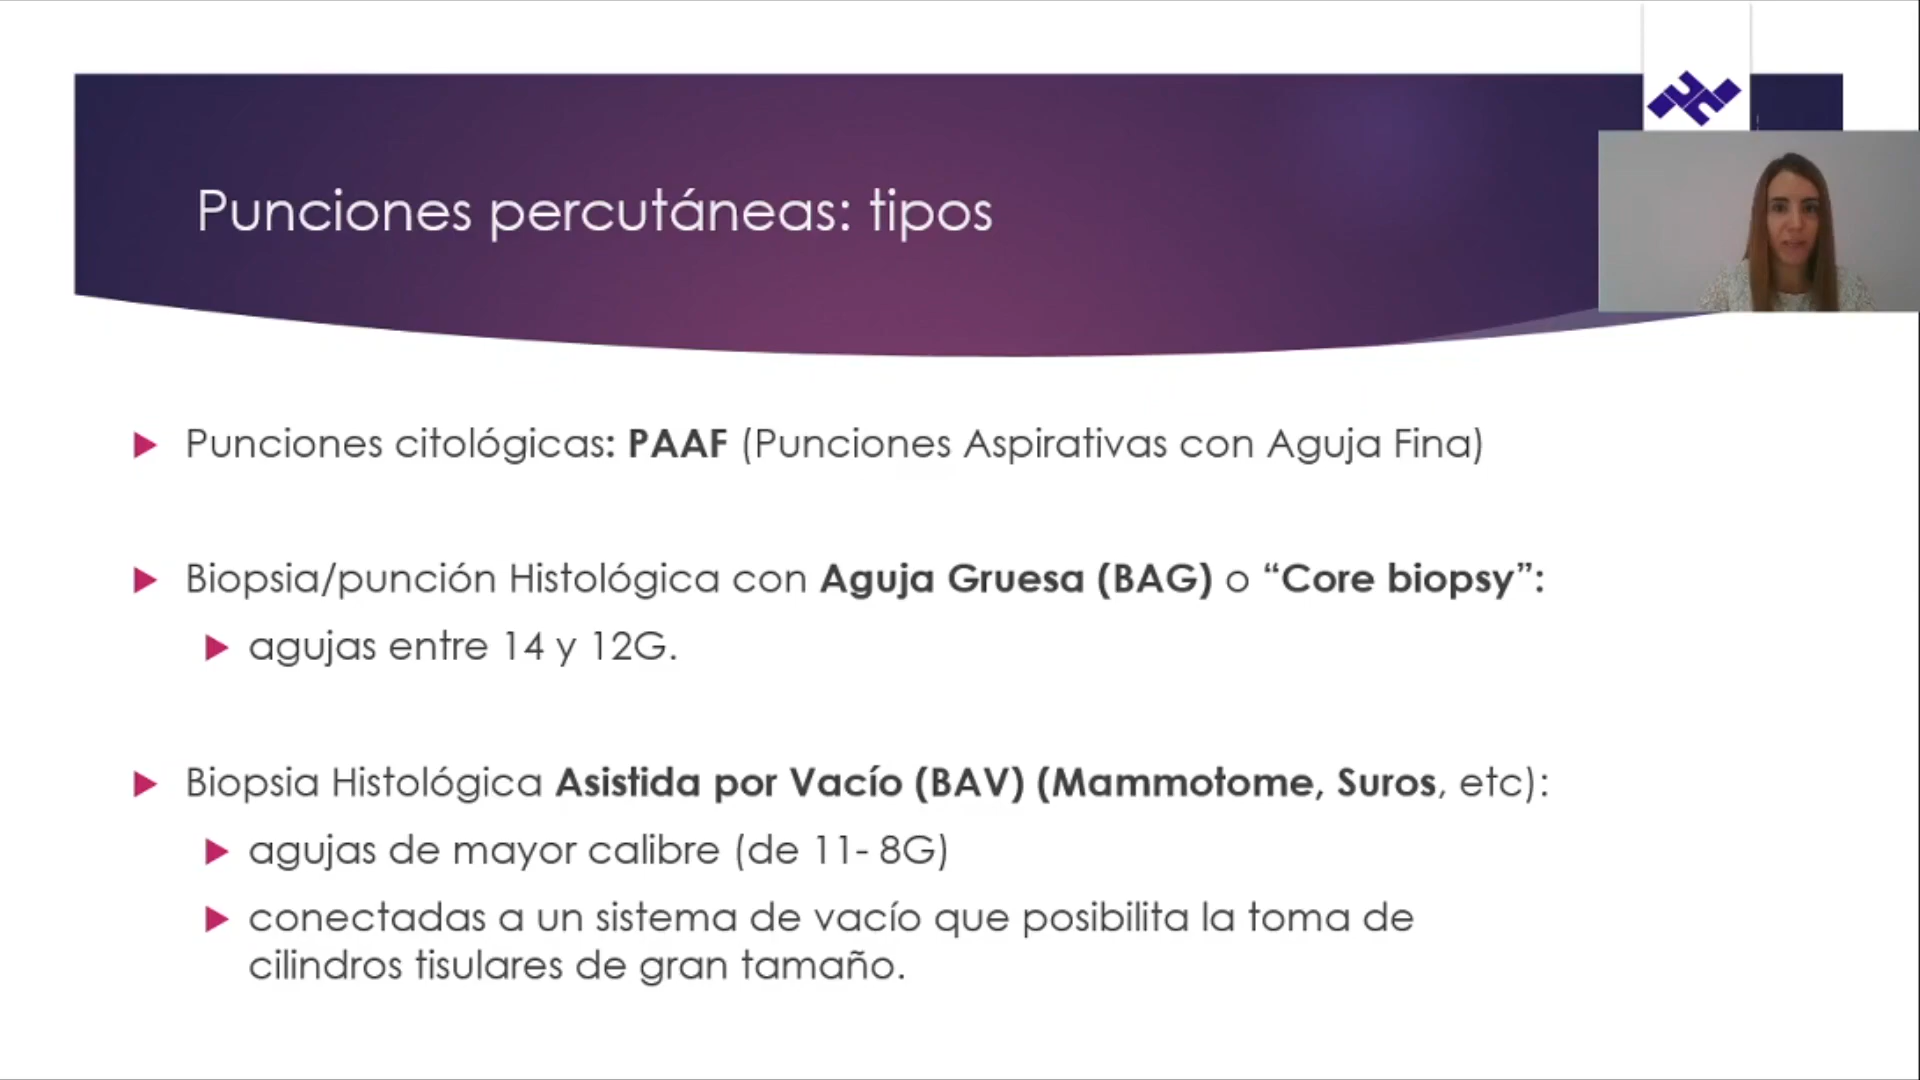 Punciones percutáneas: tipos
Punciones citológicas: PAAF (Punciones Aspirativas con Aguja Fina)
Biopsia/punción Histológica con Aguja Gruesa (BAG) o “Core biopsy”:
agujas entre 14 y 12G.
Biopsia Histológica Asistida por Vacío (BAV) (Mammotome, Suros, etc):
agujas de mayor calibre (de 11- 8G)
conectadas a un sistema de vacío que posibilita la toma de
cilindros tisulares de gran tamaño.